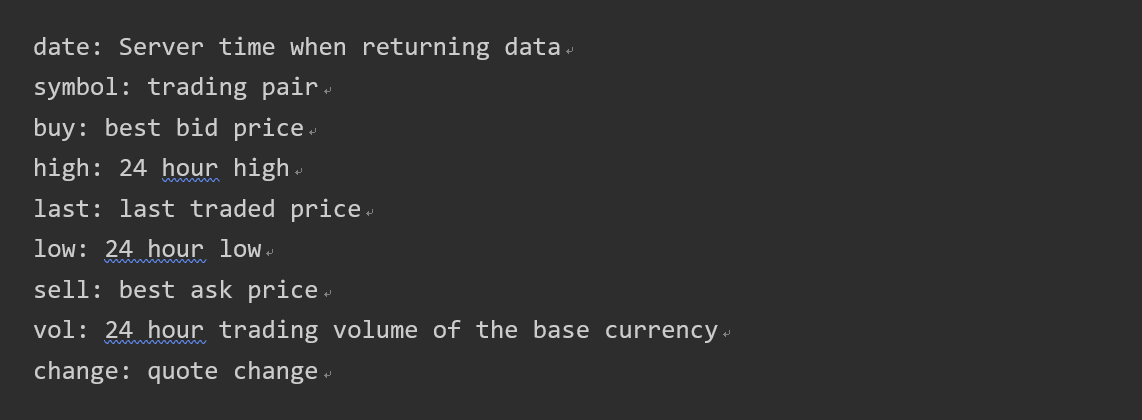 date: Server time when returning data
symbol: trading pair
buy: best bid price
high: 24 hour high
last: last traded price
low: 24 hour low
sell: best ask price
vol: 24 hour trading volume of the base currency
change: quote change